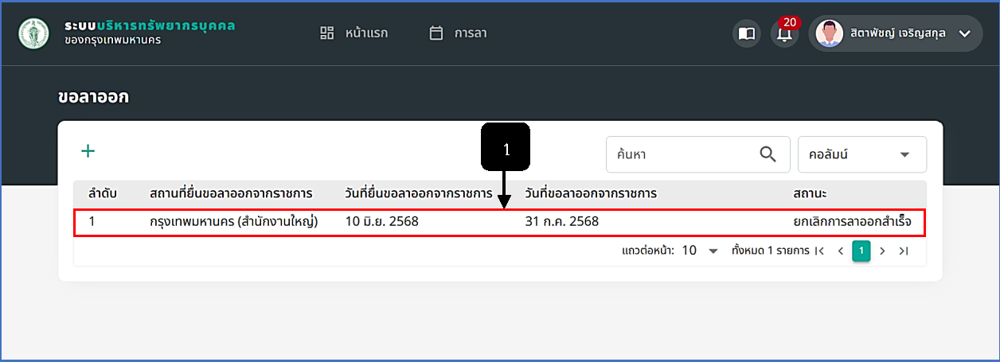 ระบบบริหารทรัพยากรบุคคล
ของกรุงเทพมหานคร
หน้าแรก
การลา
20
สิตาพัชญ์ เจริญสกุล
ขอลาออก
1
ค้นหา
คอลัมน์
ลำดับ สถานที่ยื่นขอลาออกจากราชการ วันที่ยื่นขอลาออกจากราชการ วันที่ขอลาออกจากราชการ สถานะ
1 กรุงเทพมหานคร (สำนักงานใหญ่) 10 มิ.ย. 2568 31 ก.ค. 2568 ยกเลิกการลาออกสำเร็จ
แถวต่อหน้า: 10 ทั้งหมด 1 รายการ 1